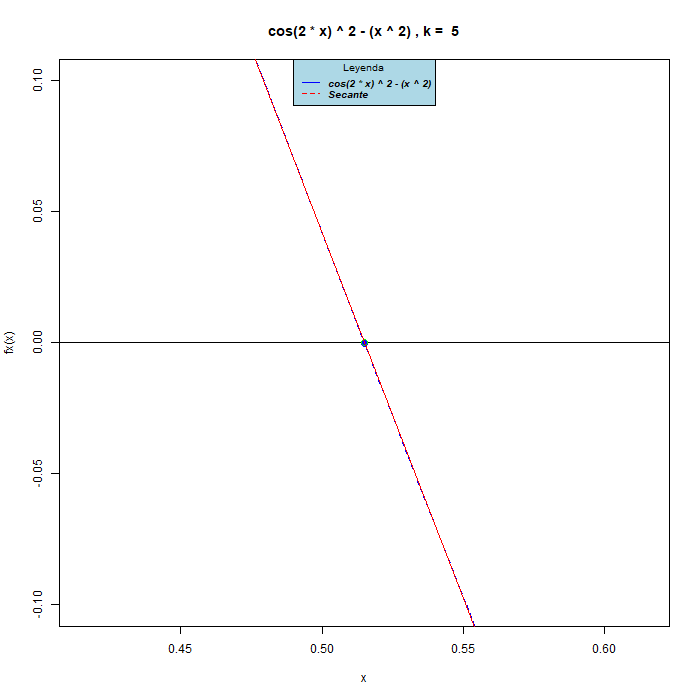 cos(2 * x) ^ 2 - (x ^ 2) , k = 5
Leyenda
cos(2 * x) ^ 2 - (x ^ 2)
Secante
fx(x)
0.10
0.05
0.00
-0.05
-0.10
0.45
0.50
0.55
0.60
x